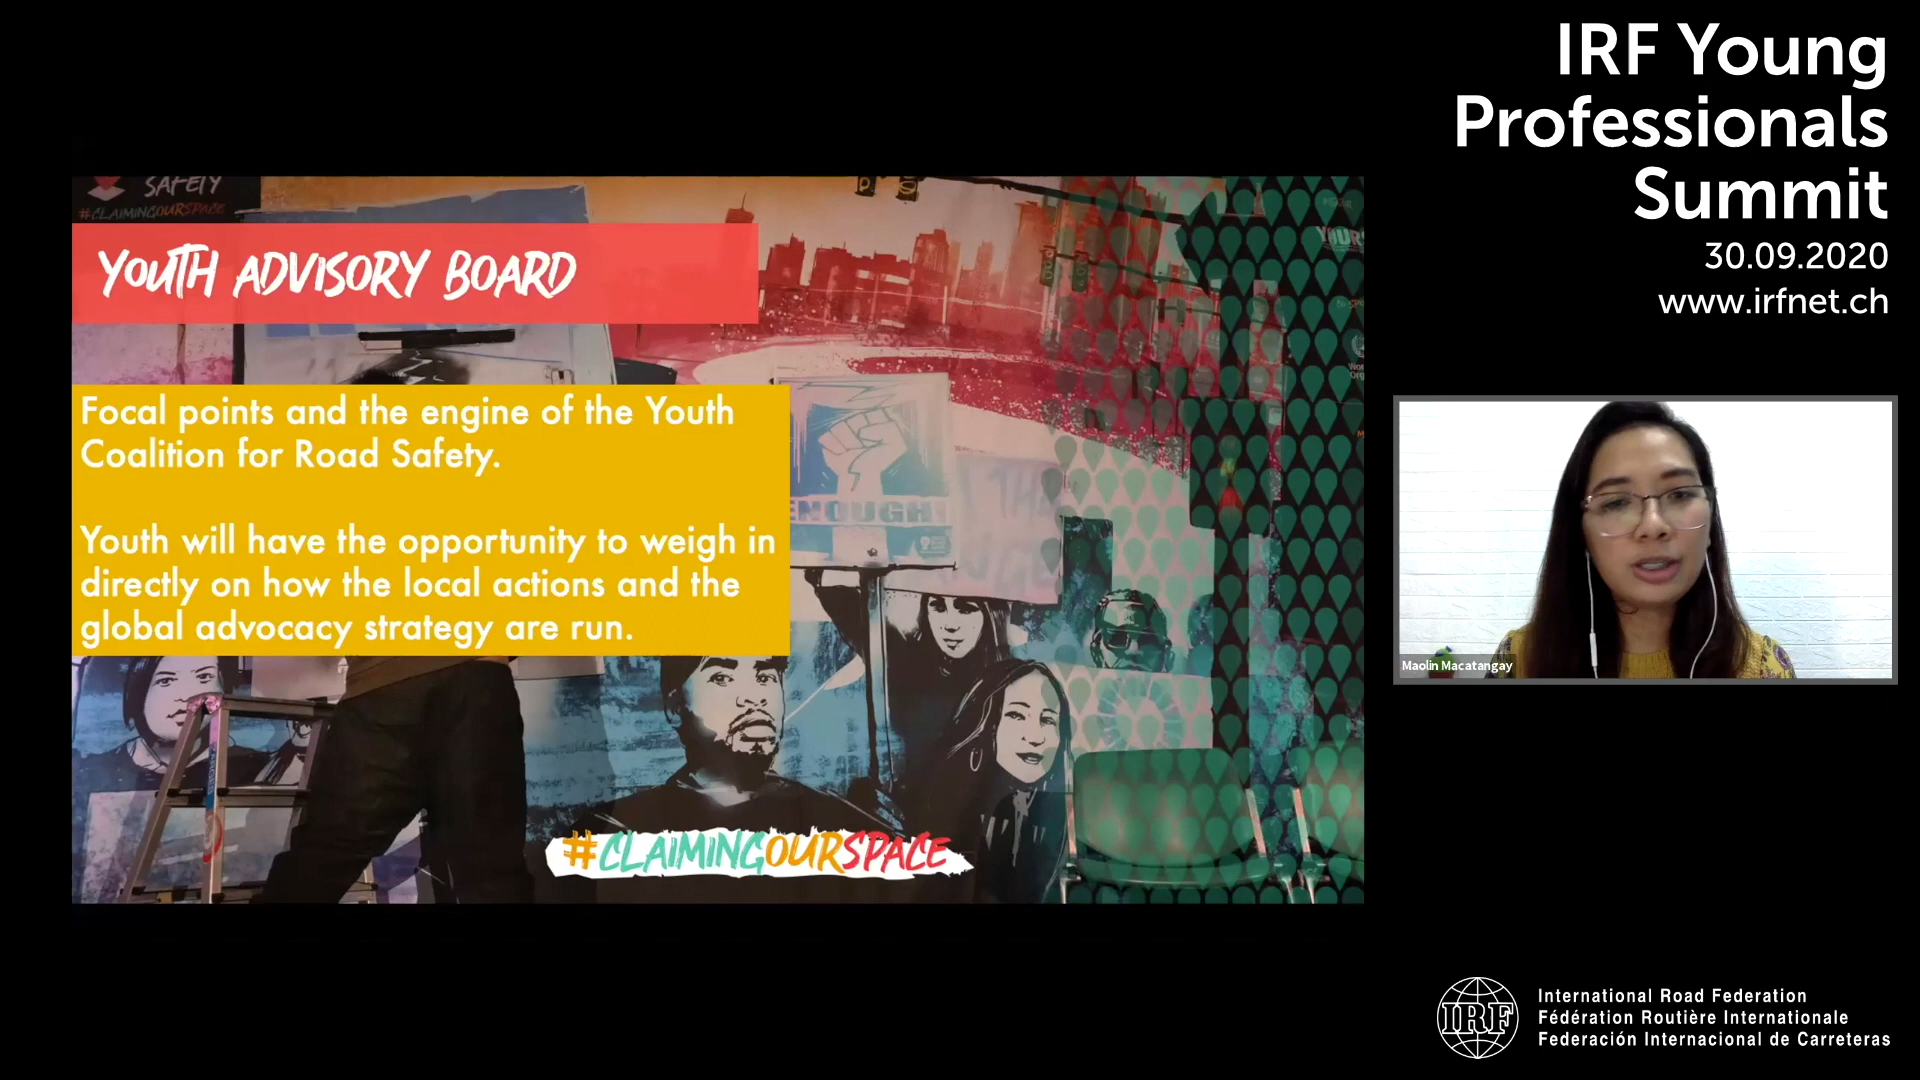 IRF Young
Professionals
Summit
30.09.2020
www.irfnet.ch
SAFETY
#CLAIMINGOURSPACE
YOUTH ADVISORY BOARD
Focal points and the engine of the Youth
Coalition for Road Safety.
Youth will have the opportunity to weigh in
directly on how the local actions and the
global advocacy strategy are run.
ENOUGH
#CLAIMINGOURSPACE
Maolin Macatangay
IRF
International Road Federation
Fédération Routière Internationale
Federación Internacional de Carreteras